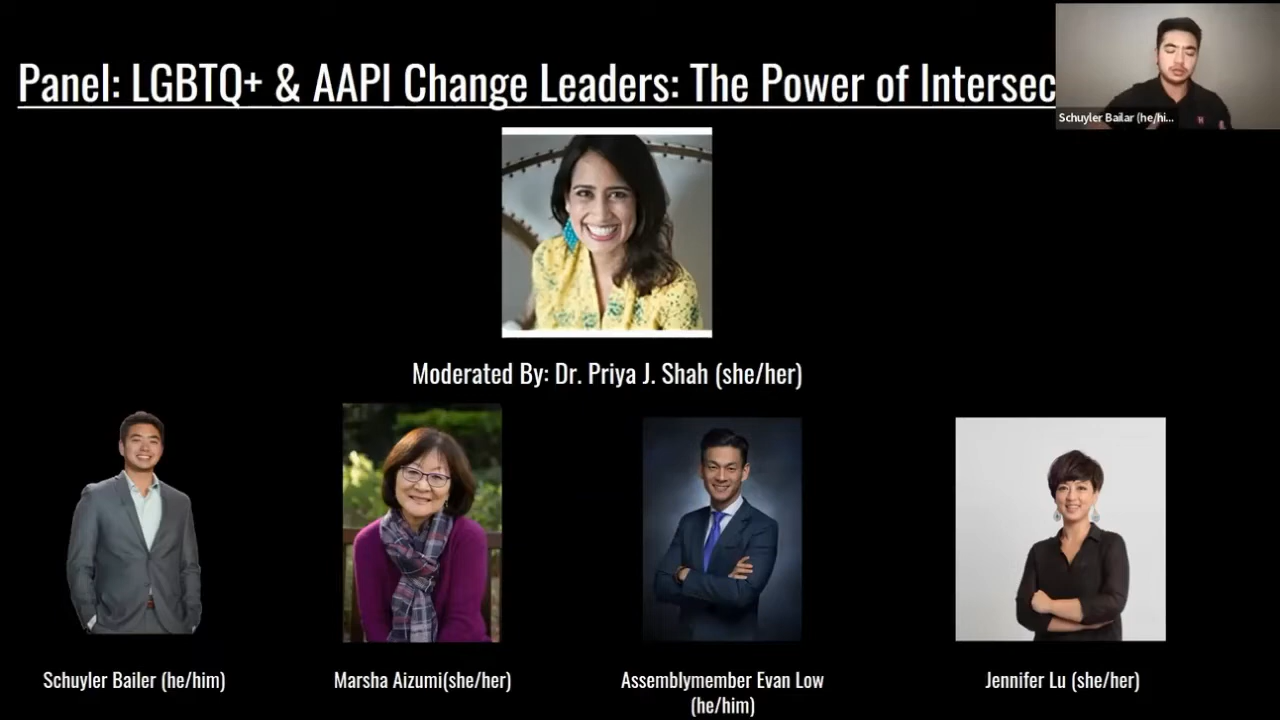 Panel: LGBTQ+ & AAPI Change Leaders: The Power of Intersec
Schuyler Bailar (he/hi...
Moderated By: Dr. Priya J. Shah (she/her)
Schuyler Bailer (he/him)
Marsha Aizumi(she/her)
Assemblymember Evan Low
(he/him)
Jennifer Lu (she/her)